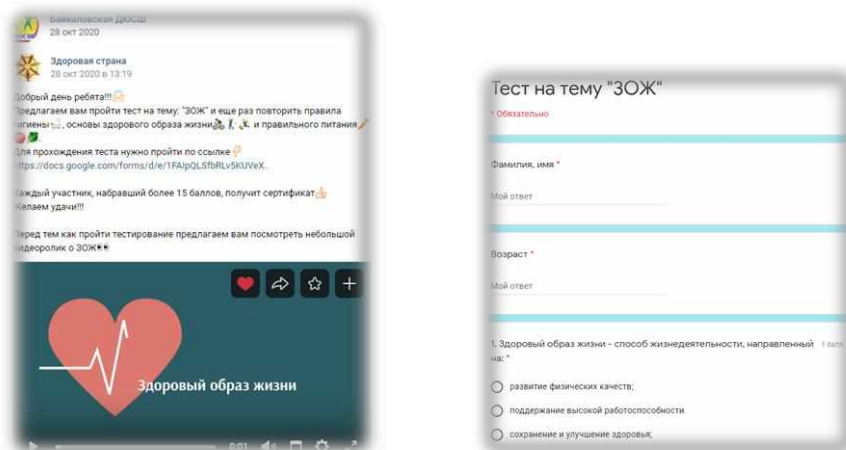 Байкаловская ДЮСШ
28 окт 2020
Здоровая страна
28 окт 2020 в 13:19
Добрый день ребята!!!
Предлагаем вам пройти тест на тему: "ЗОЖ" и еще раз повторить правила
гигиены, основы здорового образа жизни и правильного питания
Для прохождения теста нужно пройти по ссылке
https://docs.google.com/forms/d/e/1FAIpQLSfbRLv5KUVeX..
Каждый участник, набравший более 15 баллов, получит сертификат
Желаем удачи!!!
Перед тем как пройти тестирование предлагаем вам посмотреть небольшой
видеоролик о ЗОЖ
Здоровый образ жизни
0:01
Тест на тему "ЗОЖ"
* Обязательно
Фамилия, имя *
Мой ответ
Возраст *
Мой ответ
1. Здоровый образ жизни - способ жизнедеятельности, направленный 1 балл
на: *
развитие физических качеств;
поддержание высокой работоспособности.
сохранение и улучшение здоровья;